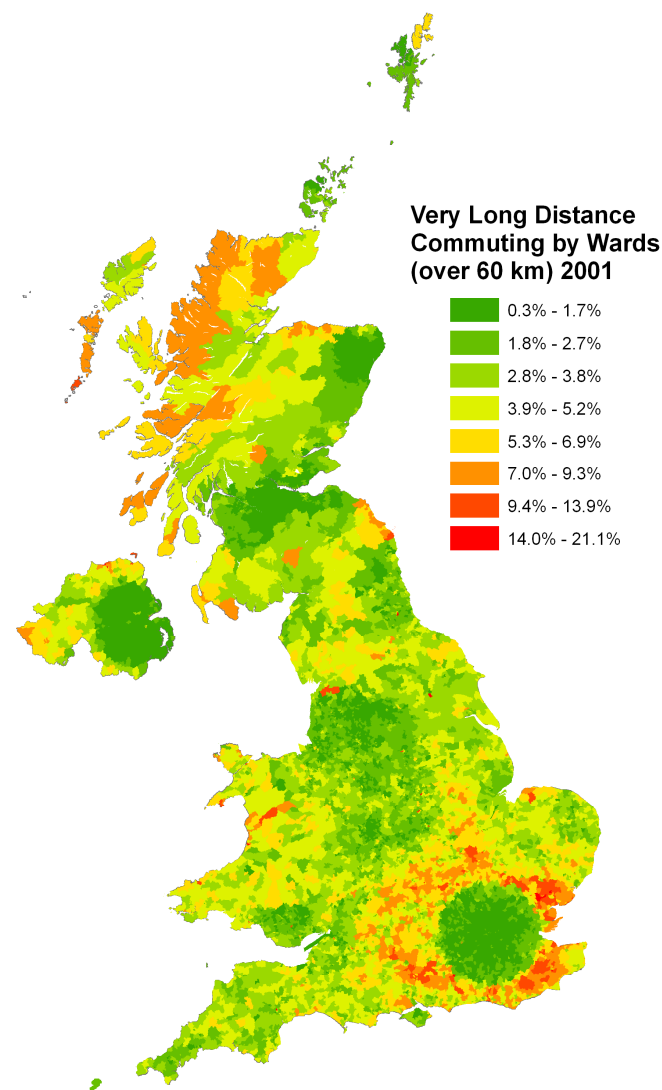 Very Long Distance
Commuting by Wards
(over 60 km) 2001
0.3% - 1.7%
1.8% - 2.7%
2.8% - 3.8%
3.9% - 5.2%
5.3% - 6.9%
7.0% - 9.3%
9.4% - 13.9%
14.0% - 21.1%